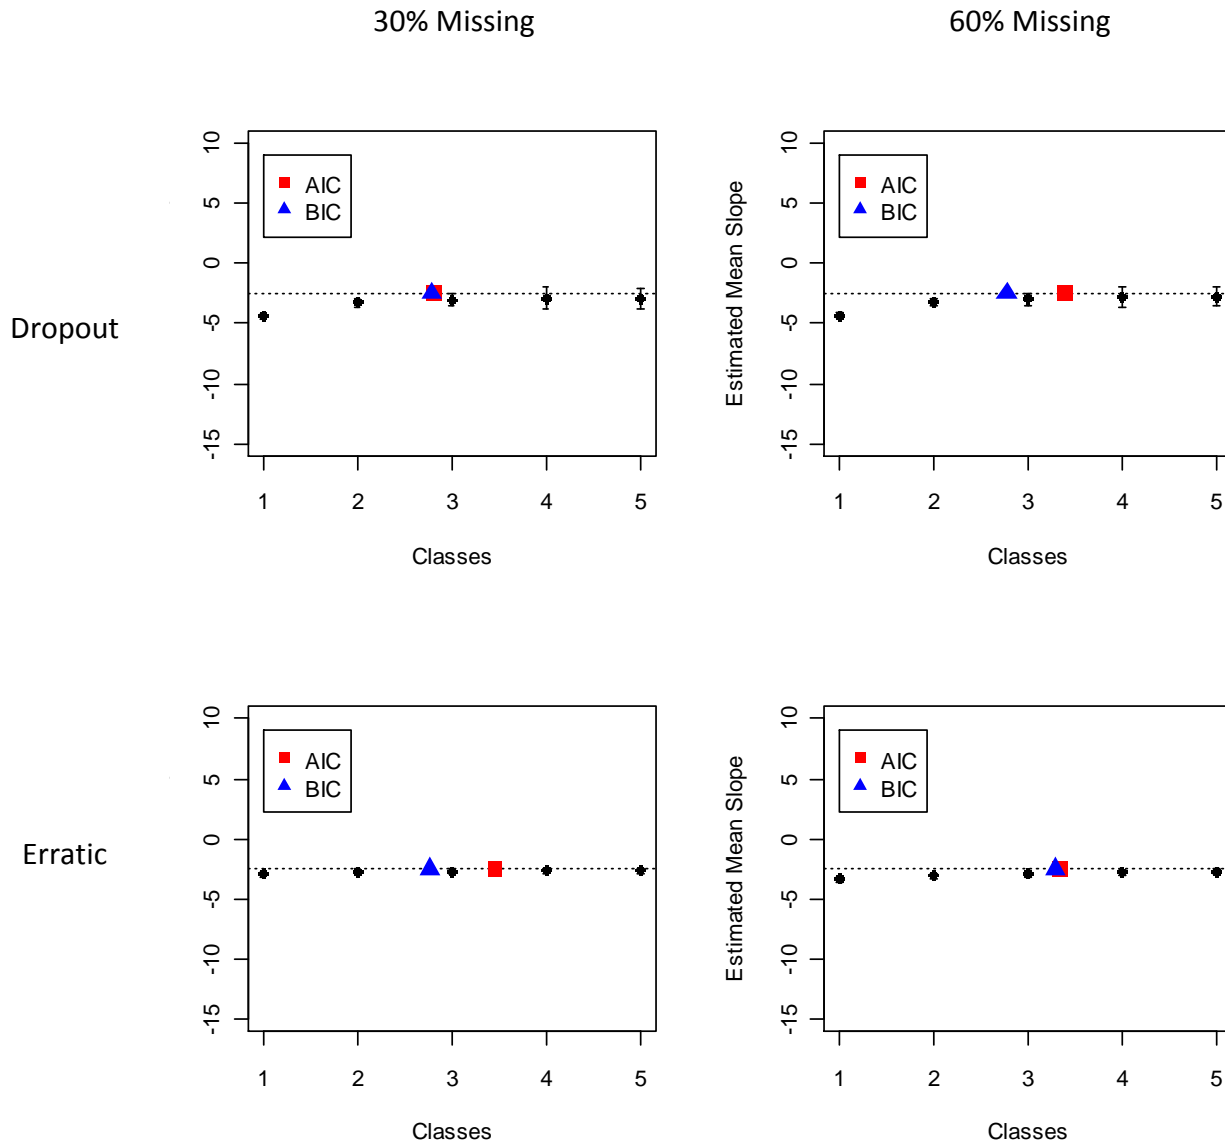 30% Missing
60% Missing
Dropout
10
5
0
-5
-10
-15
AIC
BIC
1 2 3 4 5
Classes
Estimated Mean Slope
10
5
0
-5
-10
-15
AIC
BIC
1 2 3 4 5
Classes
Erratic
10
5
0
-5
-10
-15
AIC
BIC
1 2 3 4 5
Classes
Estimated Mean Slope
10
5
0
-5
-10
-15
AIC
BIC
1 2 3 4 5
Classes